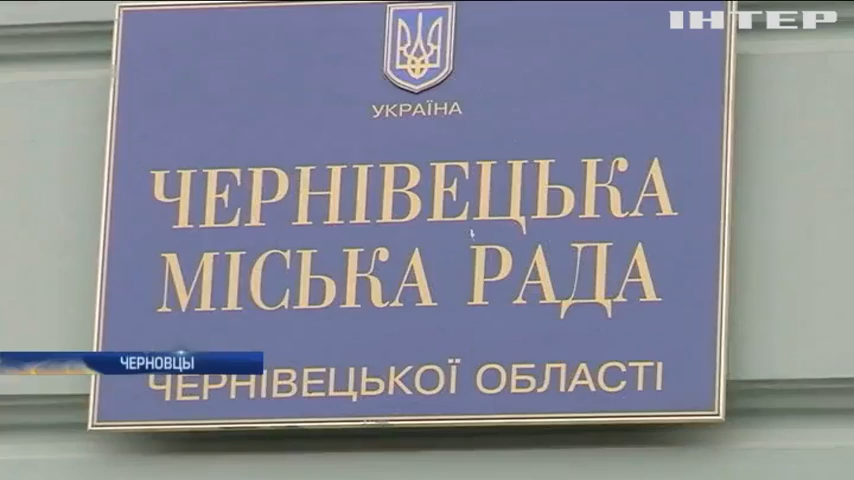 ІНТЕР
УКРАЇНА
ЧЕРНІВЕЦЬКА
МІСЬКА РАДА
ЧЕРНОВЦЫ
ЧЕРНІВЕЦЬКОЇ ОБЛАСТІ